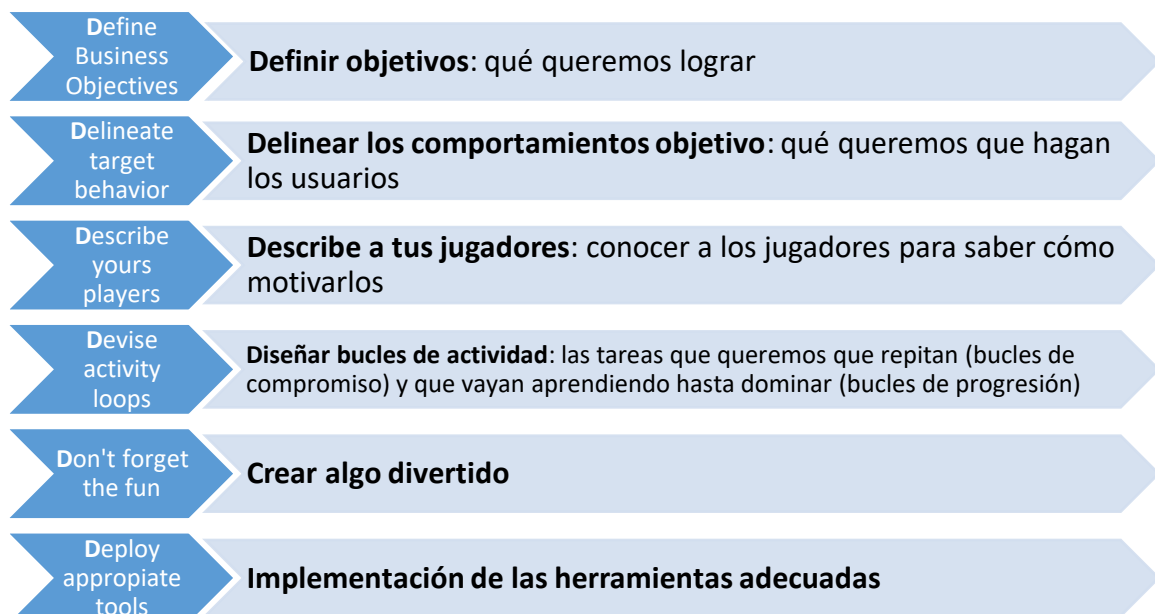 Define
Business
Objectives
Definir objetivos: qué queremos lograr
Delineate
target
behavior
Delinear los comportamientos objetivo: qué queremos que hagan
los usuarios
Describe
yours
players
Describe a tus jugadores: conocer a los jugadores para saber cómo
motivarlos
Devise
activity
loops
Diseñar bucles de actividad: las tareas que queremos que repitan (bucles de
compromiso) y que vayan aprendiendo hasta dominar (bucles de progresión)
Don't forget
the fun
Crear algo divertido
Deploy
appropiate
tools
Implementación de las herramientas adecuadas